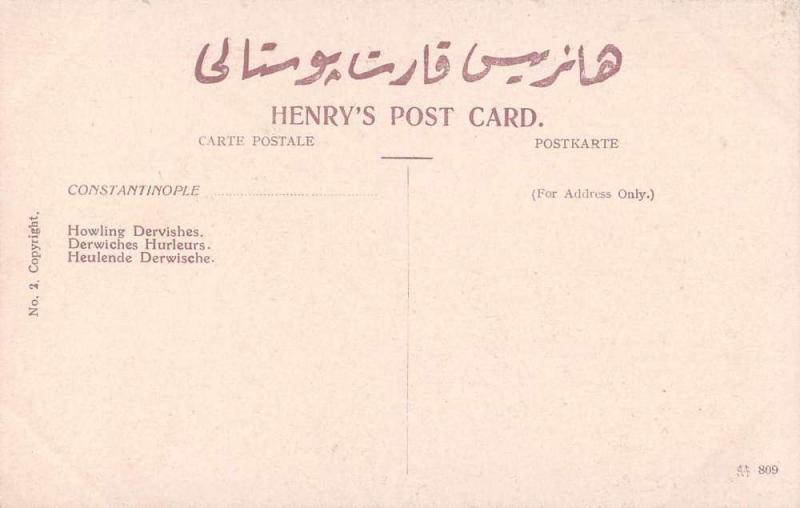 هانریس قارت پوستالی
HENRY'S POST CARD.
CARTE POSTALE
POSTKARTE
CONSTANTINOPLE
(For Address Only.)
Howling Dervishes.
Derwiches Hurleurs.
Heulende Derwische.
No. 2. Copyright.
809